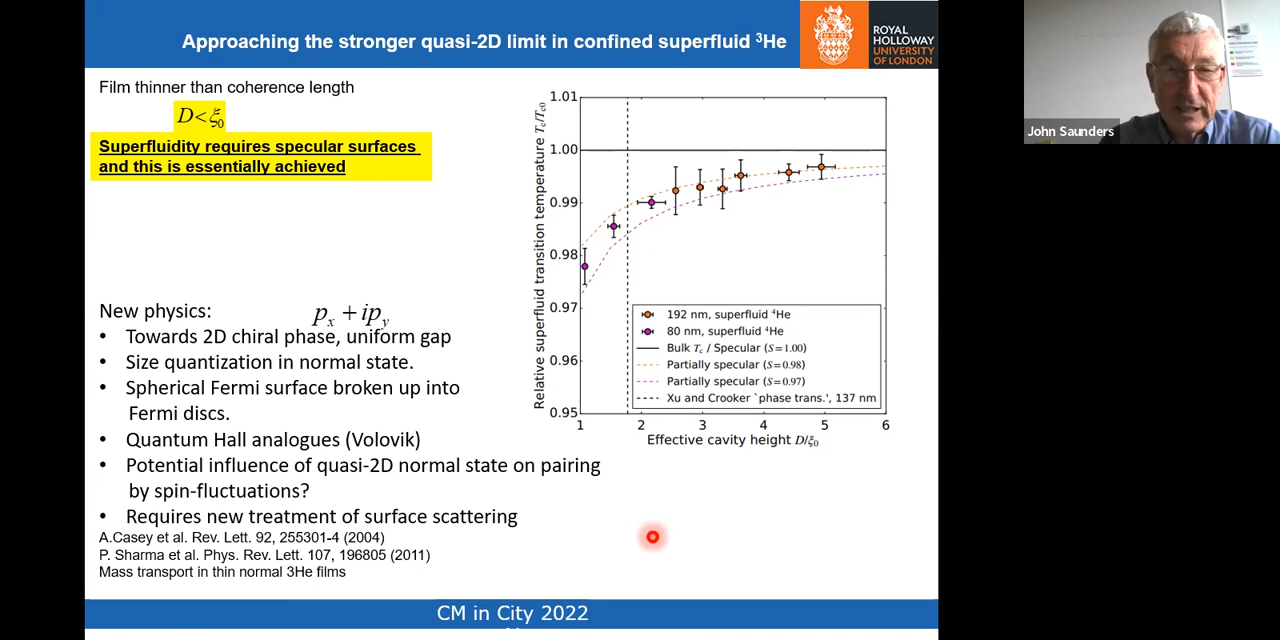 Approaching the stronger quasi-2D limit in confined superfluid ³He
ROYAL
HOLLOWAY
UNIVERSITY
OF LONDON
John Saunders
Film thinner than coherence length
D<ξ₀
Superfluidity requires specular surfaces
and this is essentially achieved
New physics: pₓ + ip_y
• Towards 2D chiral phase, uniform gap
• Size quantization in normal state.
• Spherical Fermi surface broken up into
Fermi discs.
• Quantum Hall analogues (Volovik)
• Potential influence of quasi-2D normal state on pairing
by spin-fluctuations?
• Requires new treatment of surface scattering
A.Casey et al. Rev. Lett. 92, 255301-4 (2004)
P. Sharma et al. Phys. Rev. Lett. 107, 196805 (2011)
Mass transport in thin normal 3He films
Relative superfluid transition temperature T_c/T_c0
1.01
1.00
0.99
0.98
0.97
0.96
0.95
192 nm, superfluid ⁴He
80 nm, superfluid ⁴He
Bulk T_c / Specular (S=1.00)
Partially specular (S=0.98)
Partially specular (S=0.97)
Xu and Crooker `phase trans.', 137 nm
1 2 3 4 5 6
Effective cavity height D/ξ₀
CM in City 2022